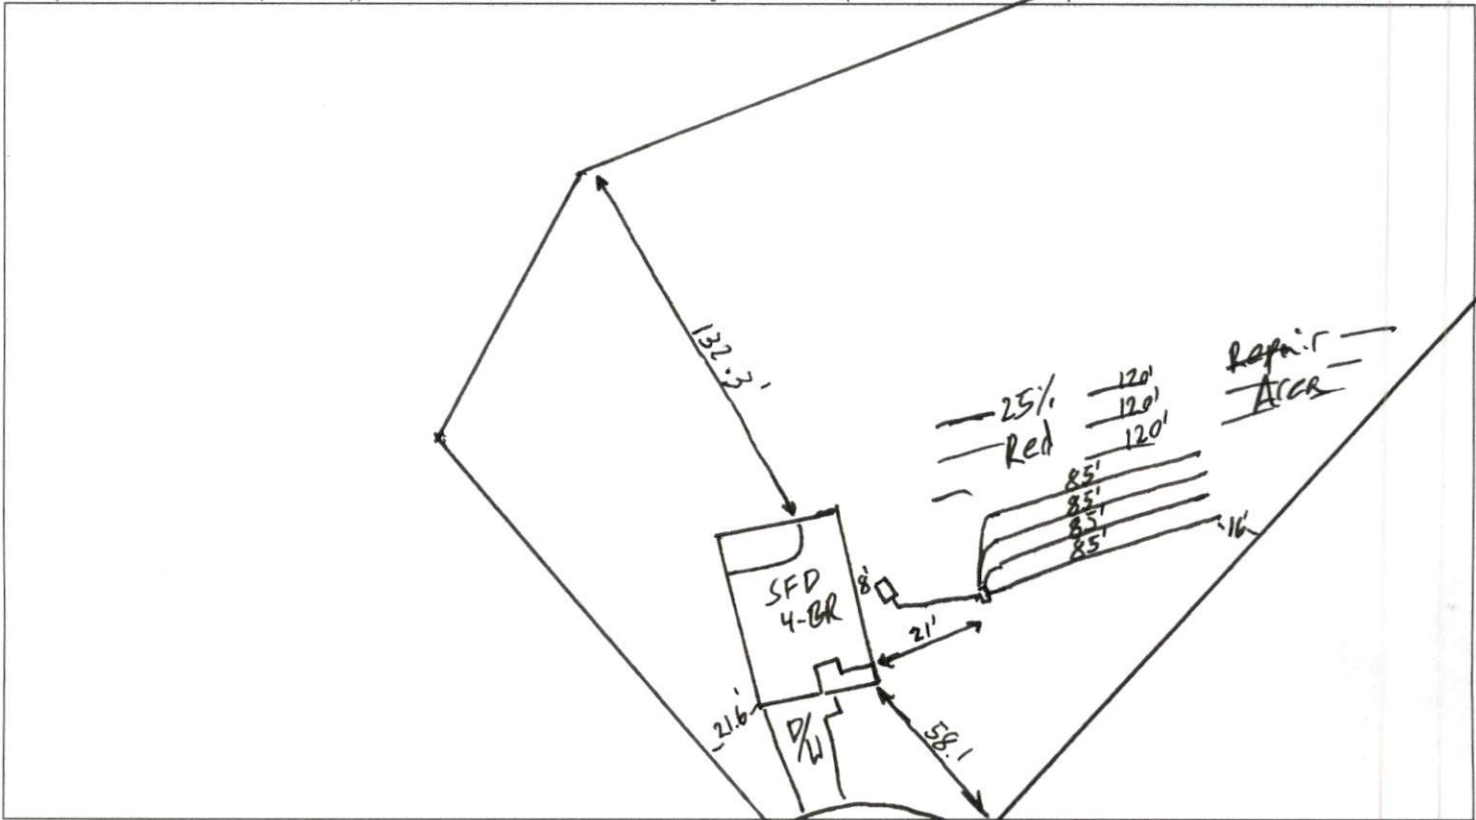 132.3'
Repair
Area
25%
Red
120'
120'
120'
85'
85'
85'
85'
16'
SFD
4-BR
8'
21'
21.6'
D/W
58.1